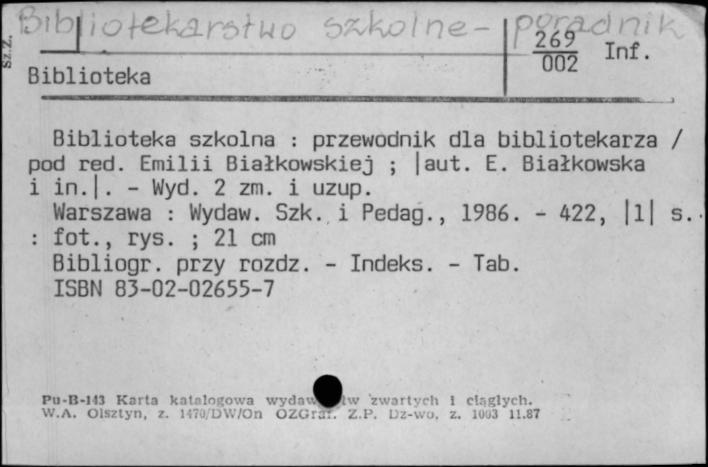 Bibliotekarstwo szkolne - poradnik
Sz.Z.
269
002
Inf.
Biblioteka
Biblioteka szkolna : przewodnik dla bibliotekarza /
pod red. Emilii Białkowskiej ; |aut. E. Białkowska
i in.|. - Wyd. 2 zm. i uzup.
Warszawa : Wydaw. Szk. i Pedag., 1986. - 422, |1| s.
: fot., rys. ; 21 cm
Bibliogr. przy rozdz. - Indeks. - Tab.
ISBN 83-02-02655-7
Pu-B-143 Karta katalogowa wydaw tw zwartych i ciągłych.
W.A. Olsztyn, z. 1470/DW/On OZGraf. Z.P. Dz-wo, z. 1003 11.87